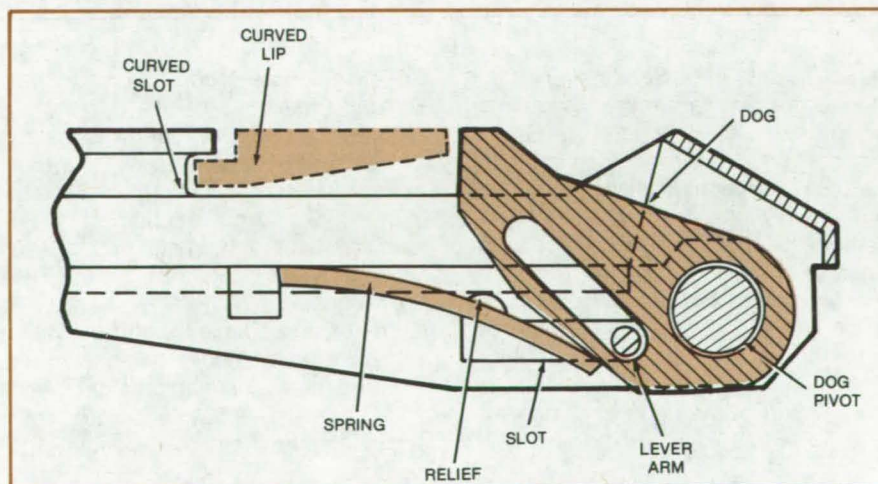 CURVED
LIP
CURVED
SLOT
DOG
DOG
PIVOT
SPRING
SLOT
LEVER
ARM
RELIEF